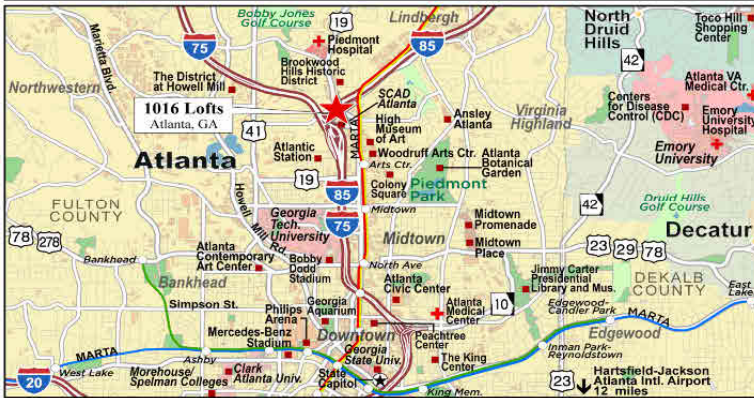 Bobby Jones
Golf Course
19
Lindbergh
North
Druid
Hills
Toco Hill
Shopping
Center
75
Piedmont
Hospital
85
42
Marietta Blvd.
Brookwood
Hills Historic
District
Northwestern
The District
at Howell Mill
SCAD
Atlanta
Atlanta VA
Medical Ctr.
1016 Lofts
Atlanta, GA
MARTA
Ansley
Atlanta
Virginia
Highland
Centers for
Disease Control (CDC)
Emory
University
Hospital
41
High
Museum
of Art
Emory
University
Atlanta
Atlantic
Station
Woodruff Arts Ctr.
Arts Ctr.
Atlanta
Botanical
Garden
19
85
Colony
Square
Piedmont
Park
Druid Hills
Golf Course
42
FULTON
COUNTY
Howell Mill Rd.
Georgia
Tech.
University
75
Midtown
Midtown
Promenade
Decatur
78
278
Atlanta
Contemporary
Art Center
Midtown
Midtown
Place
23
29
78
Bankhead
Bobby
Dodd
Stadium
North Ave
Jimmy Carter
Presidential
Library and Mus.
DEKALB
COUNTY
Bankhead
Atlanta
Civic Center
East
Lake
Simpson St.
Georgia
Aquarium
Atlanta
Medical
Center
10
Edgewood-
Candler Park
MARTA
Phillips
Arena
Mercedes-Benz
Stadium
Downtown
Peachtree
Center
Edgewood
MARTA
Ashby
Georgia
State Univ.
Inman Park-
Reynoldstown
West Lake
The King
Center
20
Morehouse/
Spelman Colleges
Clark
Atlanta Univ.
State
Capitol
King Mem.
23
Hartsfield-Jackson
Atlanta Intl. Airport
12 miles